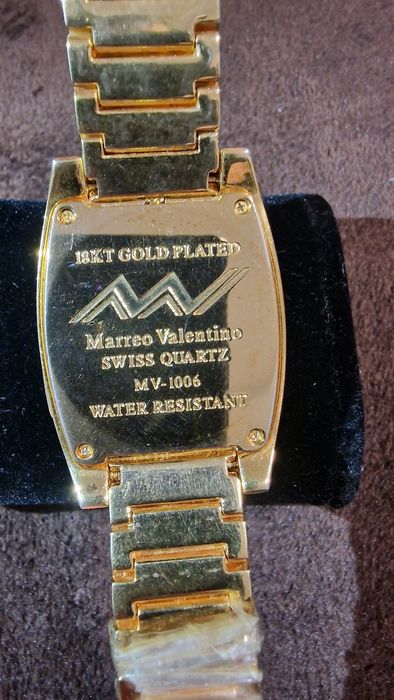 18KT GOLD PLATED
Marreo Valentino
SWISS QUARTZ
MV-1006
WATER RESISTANT